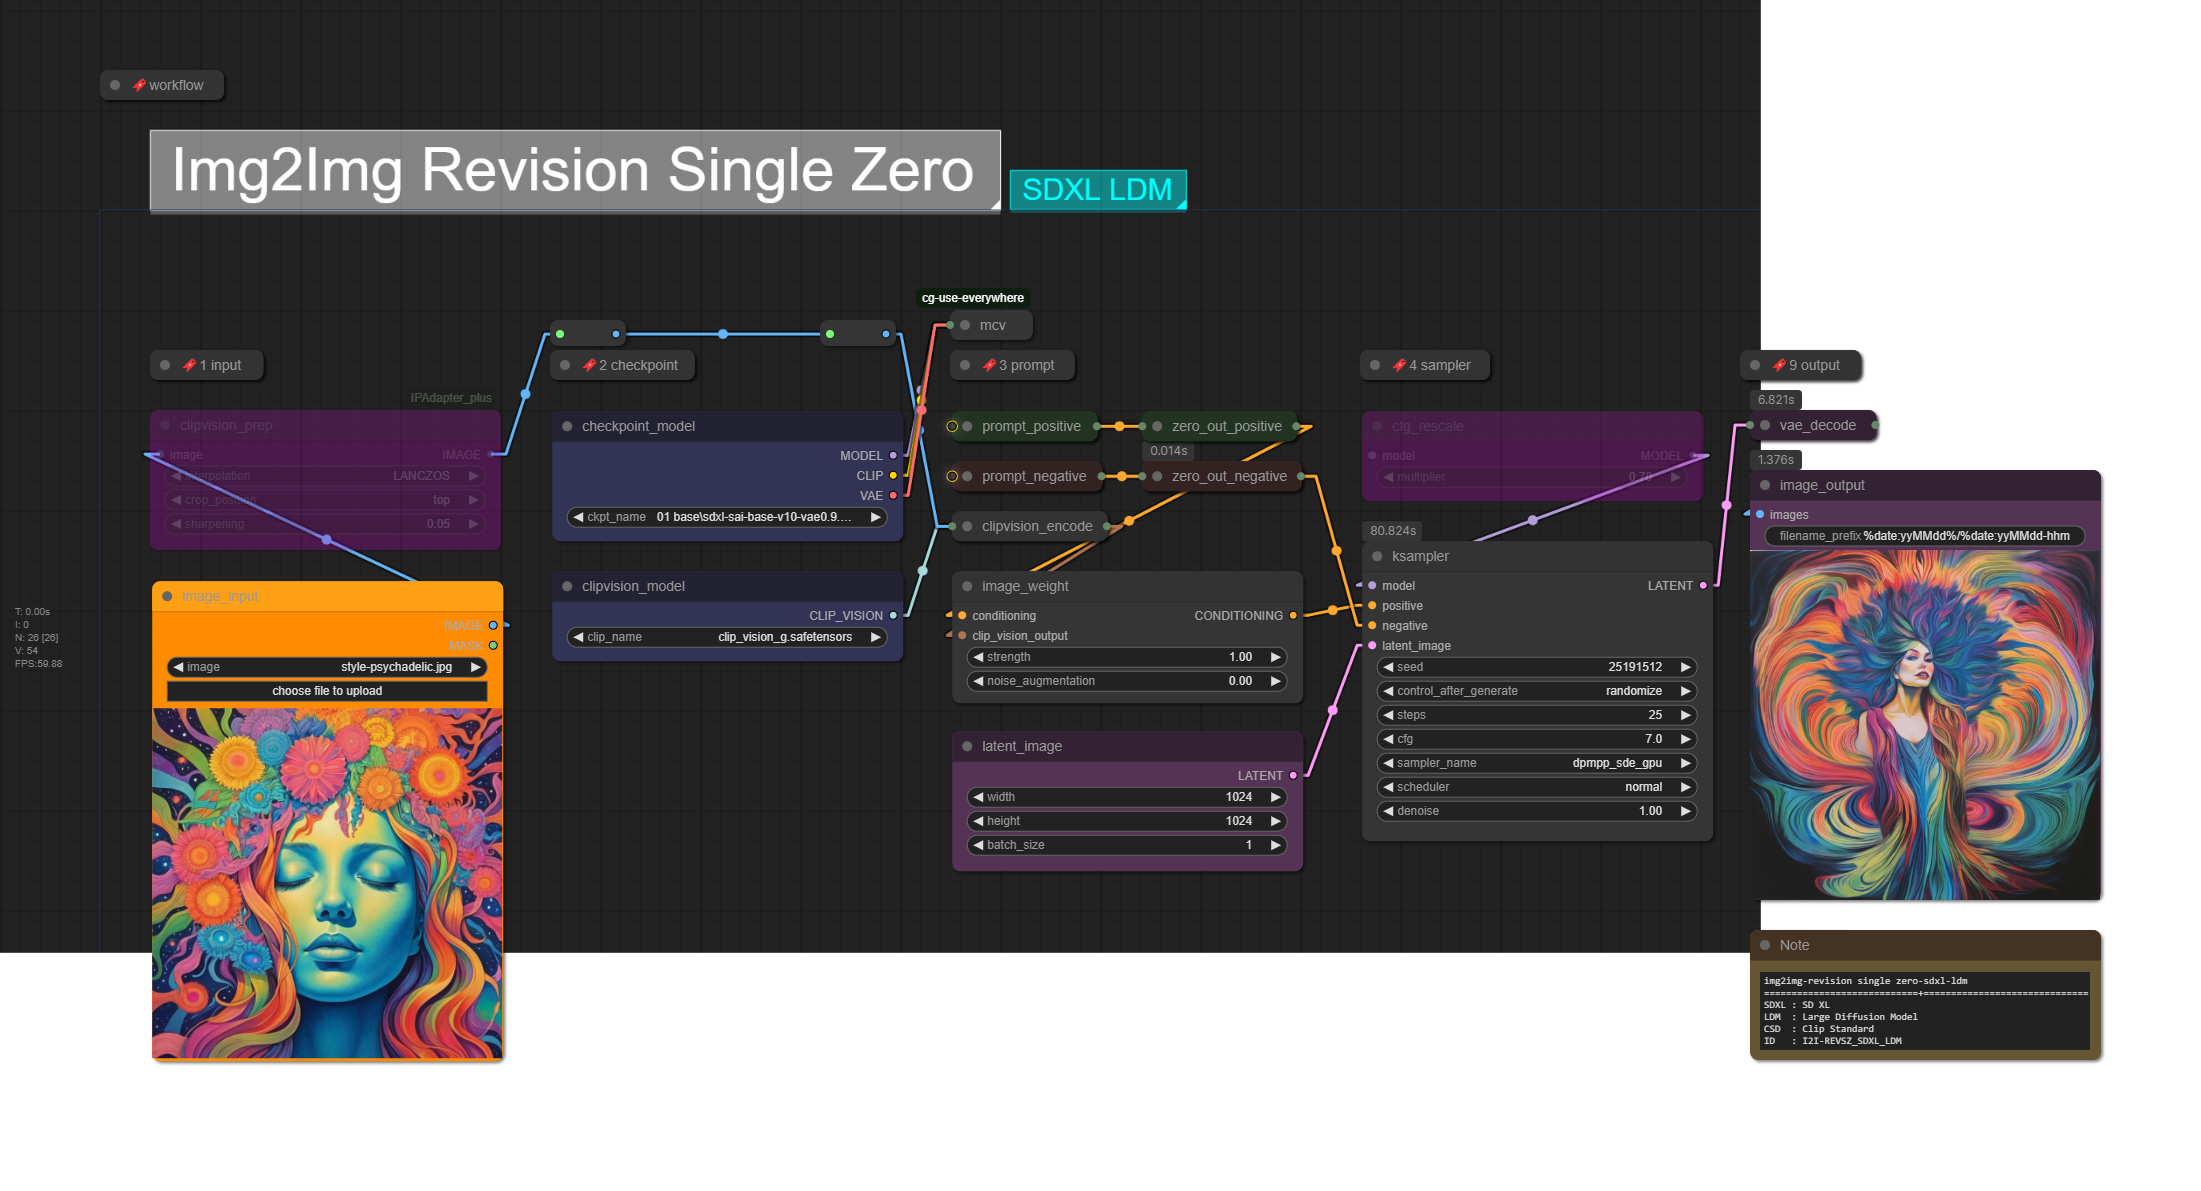 workflow
Img2Img Revision Single Zero
SDXL LDM
cg-use-everywhere
mcv
1 input
2 checkpoint
3 prompt
4 sampler
9 output
IPAdapter_plus
clipvision_prep
image
IMAGE
interpolation
LANCZOS
crop_position
top
sharpening
0.05
image_input
IMAGE
MASK
image
style-psychadelic.jpg
choose file to upload
T: 0.00s
I: 0
N: 26 [26]
V: 54
FPS:59.88
checkpoint_model
MODEL
CLIP
VAE
ckpt_name
01 base\sdxl-sai-base-v10-vae0.9....
clipvision_model
CLIP_VISION
clip_name
clip_vision_g.safetensors
prompt_positive
zero_out_positive
0.014s
prompt_negative
zero_out_negative
clipvision_encode
image_weight
conditioning
CONDITIONING
clip_vision_output
strength
1.00
noise_augmentation
0.00
latent_image
LATENT
width
1024
height
1024
batch_size
1
cfg_rescale
model
MODEL
multiplier
0.70
80.824s
ksampler
model
LATENT
positive
negative
latent_image
seed
25191512
control_after_generate
randomize
steps
25
cfg
7.0
sampler_name
dpmpp_sde_gpu
scheduler
normal
denoise
1.00
6.821s
vae_decode
1.376s
image_output
images
filename_prefix
%date:yyMMdd%/%date:yyMMdd-hhm
Note
img2img-revision single zero-sdxl-ldm
============================+==============================
SDXL : SD XL
LDM : Large Diffusion Model
CSD : Clip Standard
ID : I2I-REVSZ_SDXL_LDM